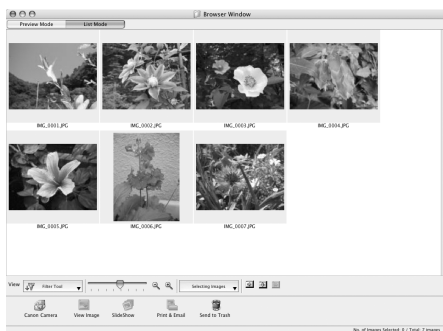 Browser Window
Preview Mode List Mode
IMG_0001.JPG IMG_0002.JPG IMG_0003.JPG IMG_0004.JPG
IMG_0005.JPG IMG_0006.JPG IMG_0007.JPG
View Filter Tool Selecting Images
Canon Camera View Image SlideShow Print & Email Send to Trash
No. of Images Selected: 0 / Total: 7 images